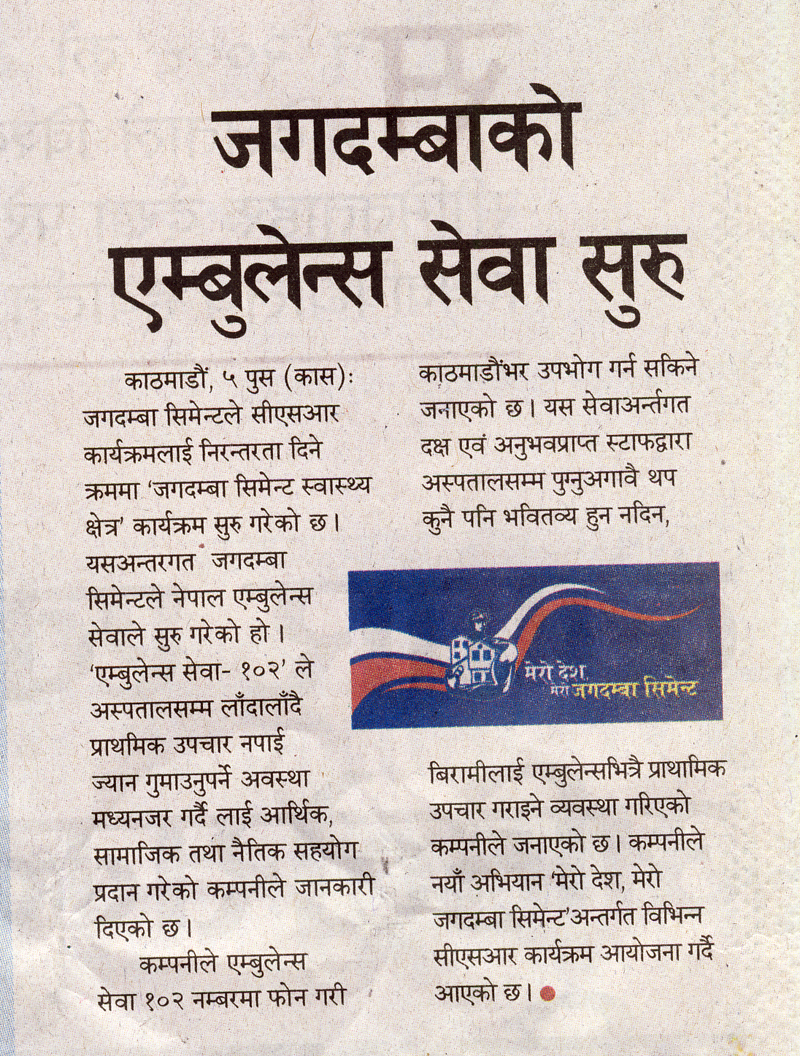 जगदम्बाको
एम्बुलेन्स सेवा सुरु
काठमाडौं, ५ पुस (कास):
जगदम्बा सिमेन्टले सीएसआर
कार्यक्रमलाई निरन्तरता दिने
क्रममा 'जगदम्बा सिमेन्ट स्वास्थ्य
क्षेत्र' कार्यक्रम सुरु गरेको छ।
यसअन्तरगत जगदम्बा
सिमेन्टले नेपाल एम्बुलेन्स
सेवाले सुरु गरेको हो ।
'एम्बुलेन्स सेवा- १०२' ले
अस्पतालसम्म लाँदालाँदै
प्राथमिक उपचार नपाई
ज्यान गुमाउनुपर्ने अवस्था
मध्यनजर गर्दै लाई आर्थिक,
सामाजिक तथा नैतिक सहयोग
प्रदान गरेको कम्पनीले जानकारी
दिएको छ।
कम्पनीले एम्बुलेन्स
सेवा १०२ नम्बरमा फोन गरी
काठमाडौंभर उपभोग गर्न सकिने
जनाएको छ। यस सेवाअर्न्तगत
दक्ष एवं अनुभवप्राप्त स्टाफद्वारा
अस्पतालसम्म पुग्नुअगावै थप
कुनै पनि भवितव्य हुन नदिन,
मेरो देश
मेरो जगदम्बा सिमेन्ट
बिरामीलाई एम्बुलेन्सभित्रै प्राथामिक
उपचार गराइने व्यवस्था गरिएको
कम्पनीले जनाएको छ। कम्पनीले
नयाँ अभियान 'मेरो देश, मेरो
जगदम्बा सिमेन्ट'अन्तर्गत विभिन्न
सीएसआर कार्यक्रम आयोजना गर्दै
आएको छ।